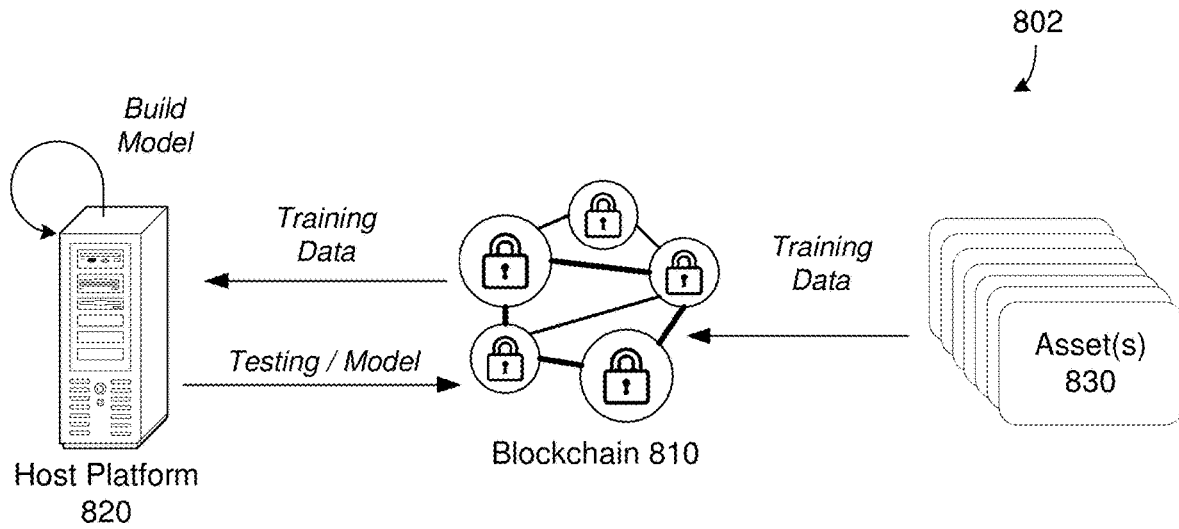 802
Build
Model
Training
Data
Training
Data
Testing / Model
Asset(s)
830
Blockchain 810
Host Platform
820